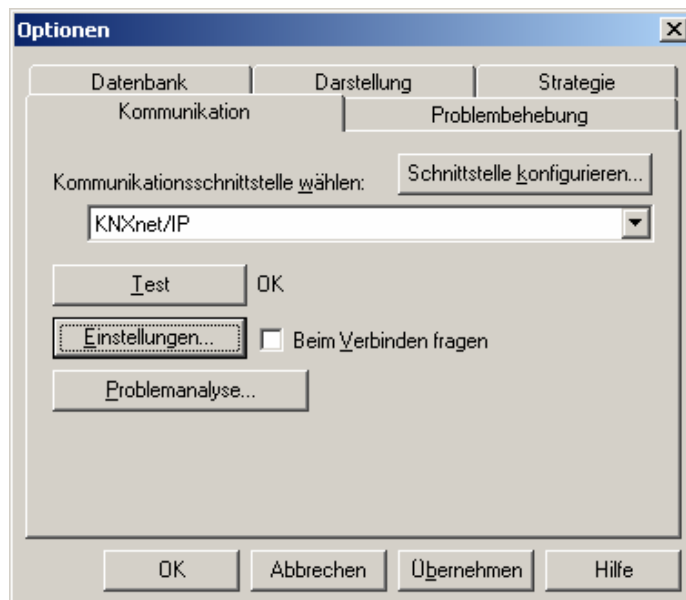 Optionen
Datenbank Darstellung Strategie
Kommunikation Problembehebung
Kommunikationsschnittstelle wählen: Schnittstelle konfigurieren...
KNXnet/IP
Test OK
Einstellungen... Beim Verbinden fragen
Problemanalyse...
OK Abbrechen Übernehmen Hilfe